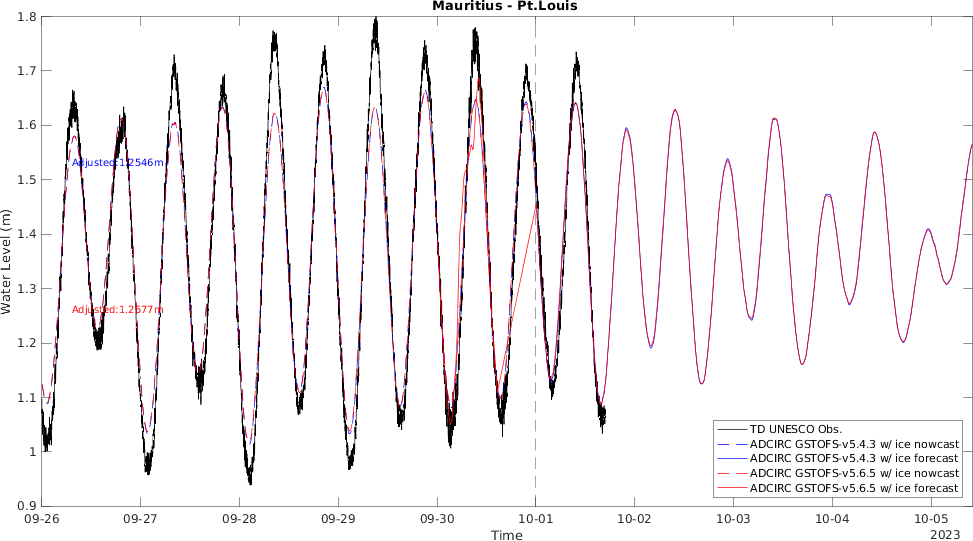 Mauritius - Pt.Louis
1.8
1.7
1.6
1.5
1.4
1.3
1.2
1.1
1
0.9
Water Level (m)
Adjusted:1.2546m
Adjusted:1.2677m
TD UNESCO Obs.
ADCIRC GSTOFS-v5.4.3 w/ ice nowcast
ADCIRC GSTOFS-v5.4.3 w/ ice forecast
ADCIRC GSTOFS-v5.6.5 w/ ice nowcast
ADCIRC GSTOFS-v5.6.5 w/ ice forecast
09-26 09-27 09-28 09-29 09-30 10-01 10-02 10-03 10-04 10-05
Time
2023